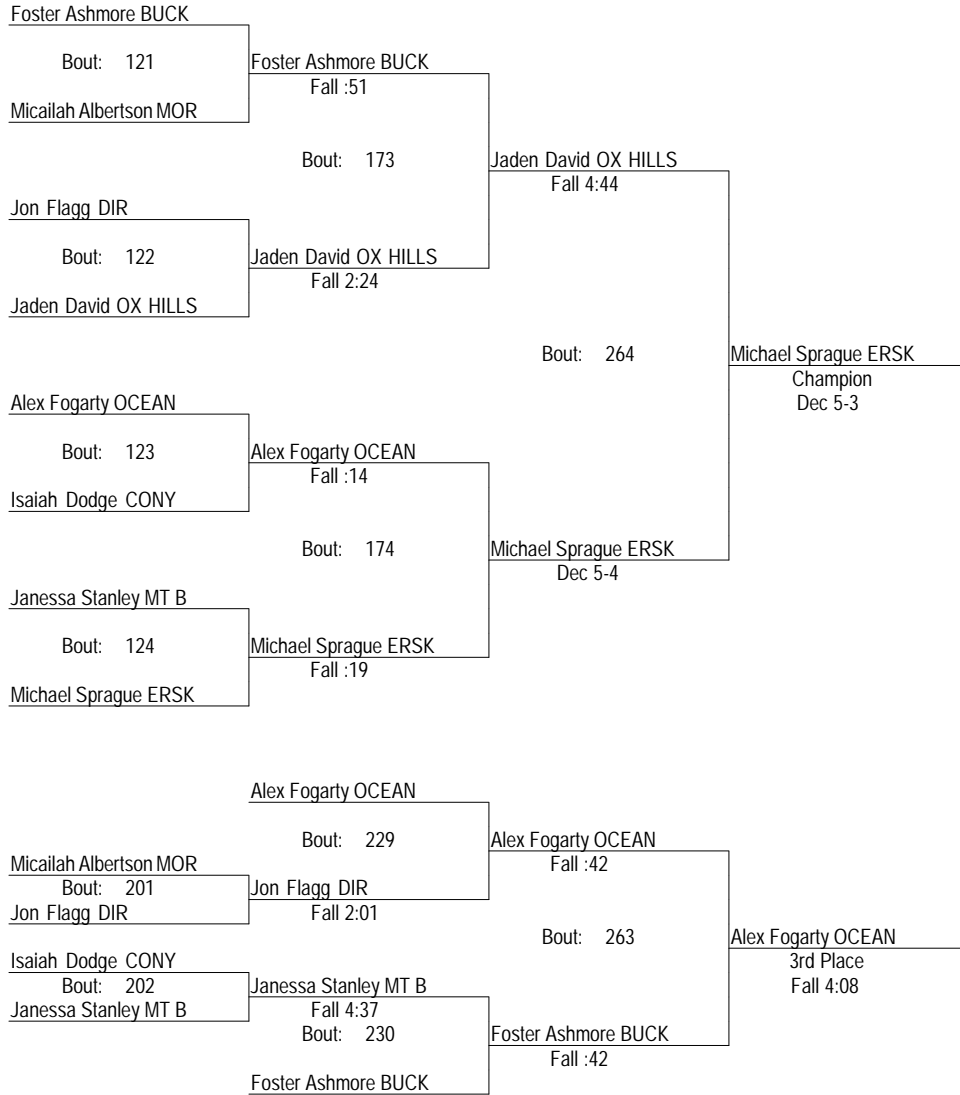 Foster Ashmore BUCK
Bout: 121
Foster Ashmore BUCK
Fall :51
Micailah Albertson MOR
Bout: 173
Jaden David OX HILLS
Fall 4:44
Jon Flagg DIR
Bout: 122
Jaden David OX HILLS
Fall 2:24
Jaden David OX HILLS
Bout: 264
Michael Sprague ERSK
Champion
Dec 5-3
Alex Fogarty OCEAN
Bout: 123
Alex Fogarty OCEAN
Fall :14
Isaiah Dodge CONY
Bout: 174
Michael Sprague ERSK
Dec 5-4
Janessa Stanley MT B
Bout: 124
Michael Sprague ERSK
Fall :19
Michael Sprague ERSK
Alex Fogarty OCEAN
Bout: 229
Alex Fogarty OCEAN
Fall :42
Micailah Albertson MOR
Bout: 201
Jon Flagg DIR
Fall 2:01
Jon Flagg DIR
Bout: 263
Alex Fogarty OCEAN
3rd Place
Fall 4:08
Isaiah Dodge CONY
Bout: 202
Janessa Stanley MT B
Fall 4:37
Janessa Stanley MT B
Bout: 230
Foster Ashmore BUCK
Fall :42
Foster Ashmore BUCK